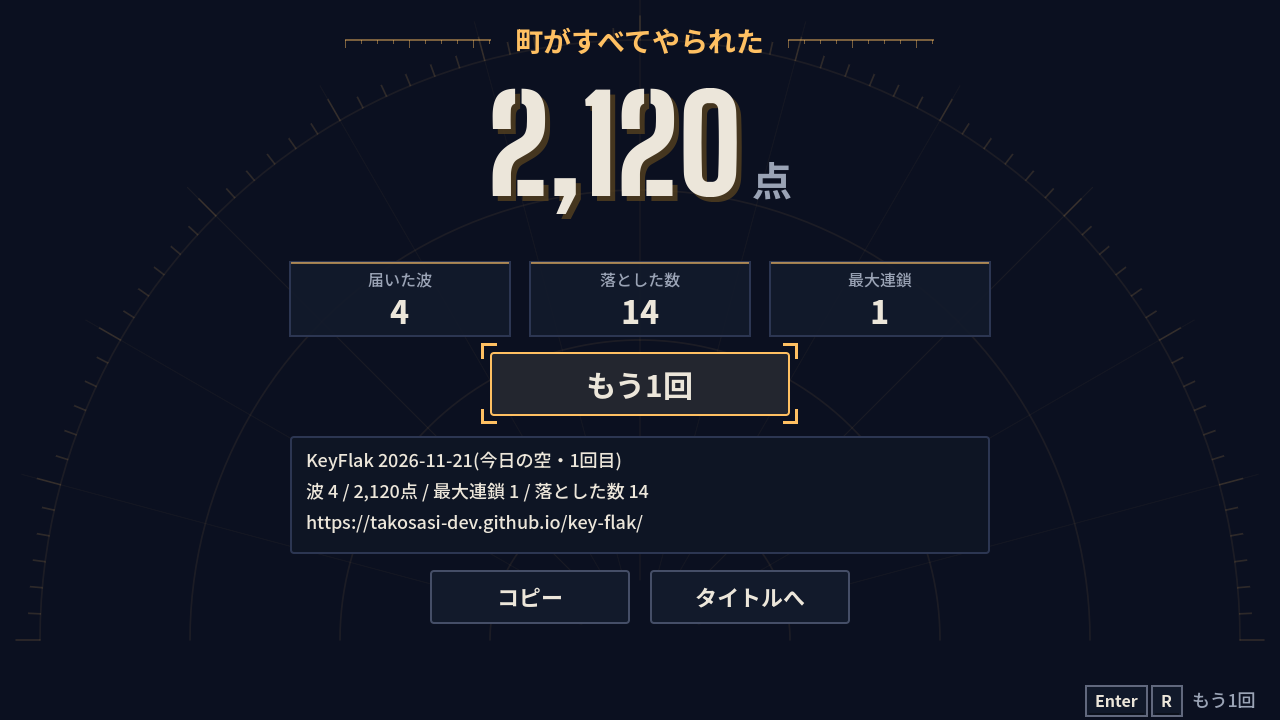 町がすべてやられた
2,120 点
届いた波
4
落とした数
14
最大連鎖
1
もう1回
KeyFlak 2026-11-21(今日の空・1回目)
波 4 / 2,120点 / 最大連鎖 1 / 落とした数 14
https://takosasi-dev.github.io/key-flak/
コピー
タイトルへ
Enter R もう1回